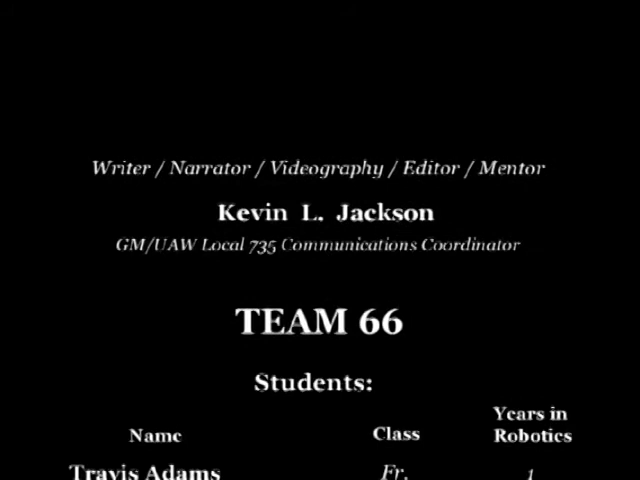 Writer / Narrator / Videography / Editor / Mentor
Kevin L. Jackson
GM/UAW Local 735 Communications Coordinator
TEAM 66
Students:
Years in
Name Class Robotics
Travis Adams Fr. 1